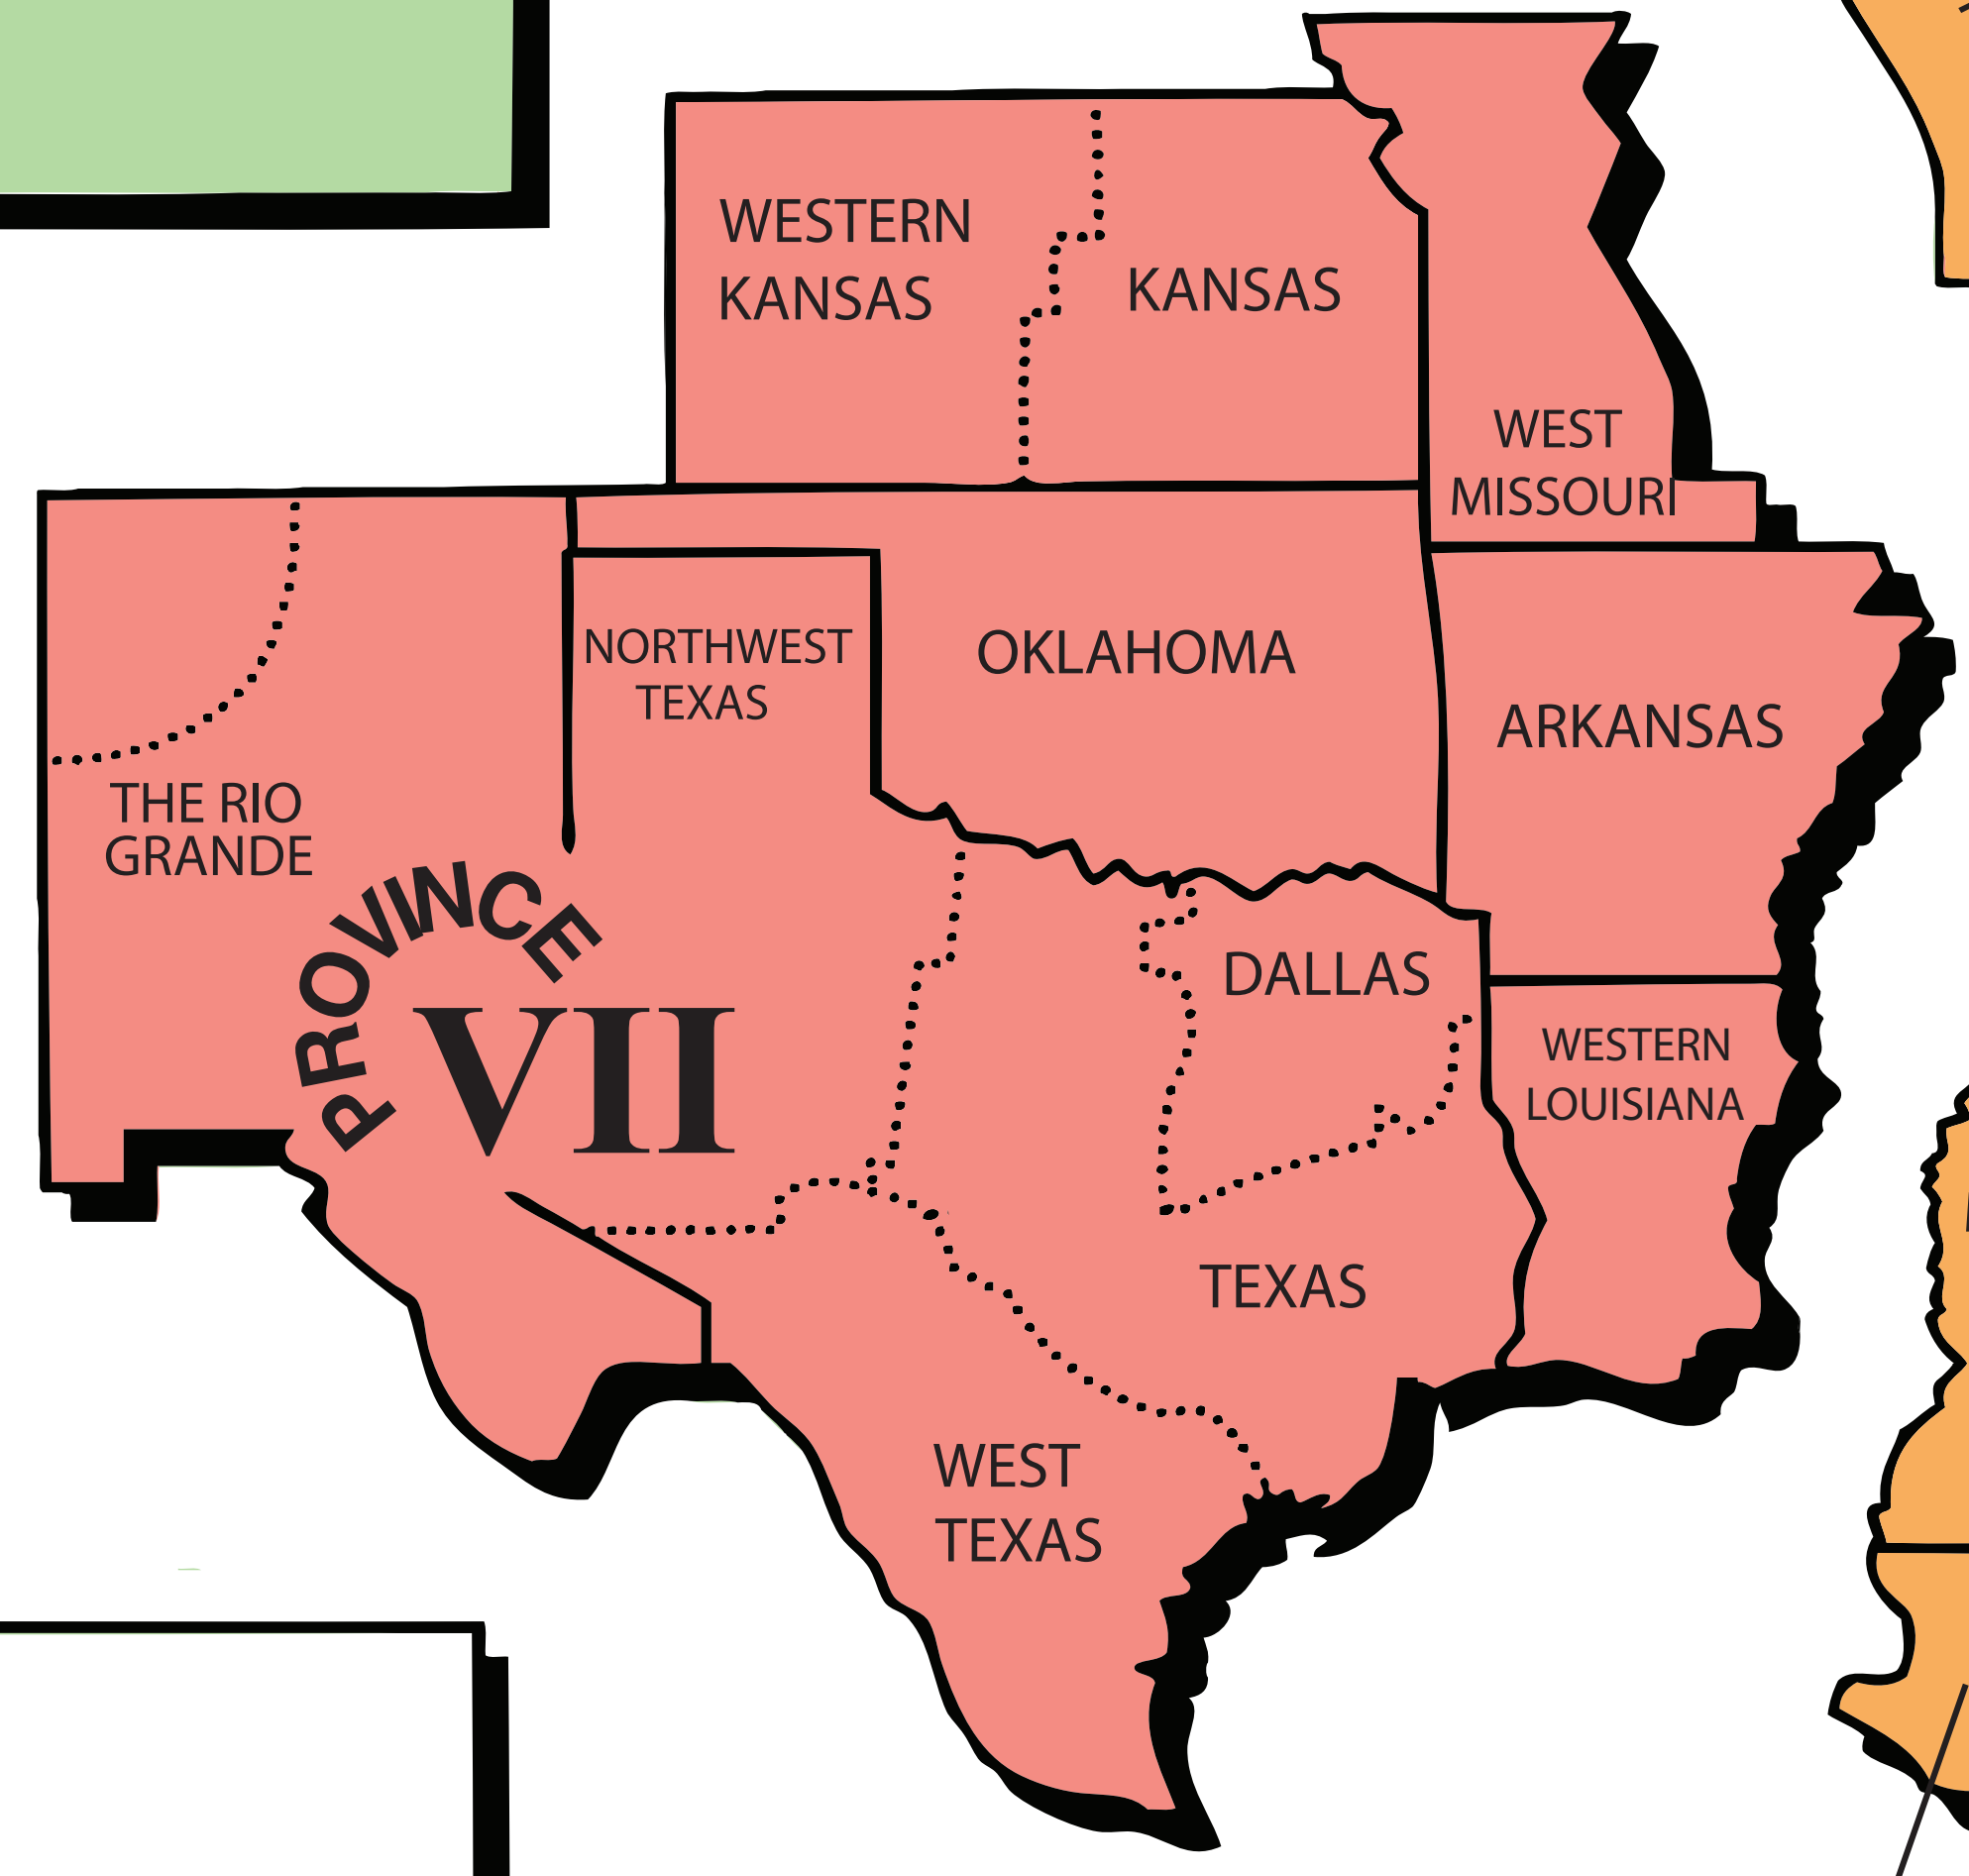 WESTERN
KANSAS
KANSAS
WEST
MISSOURI
NORTHWEST
TEXAS
OKLAHOMA
ARKANSAS
THE RIO
GRANDE
PROVINCE
VII
DALLAS
WESTERN
LOUISIANA
TEXAS
WEST
TEXAS